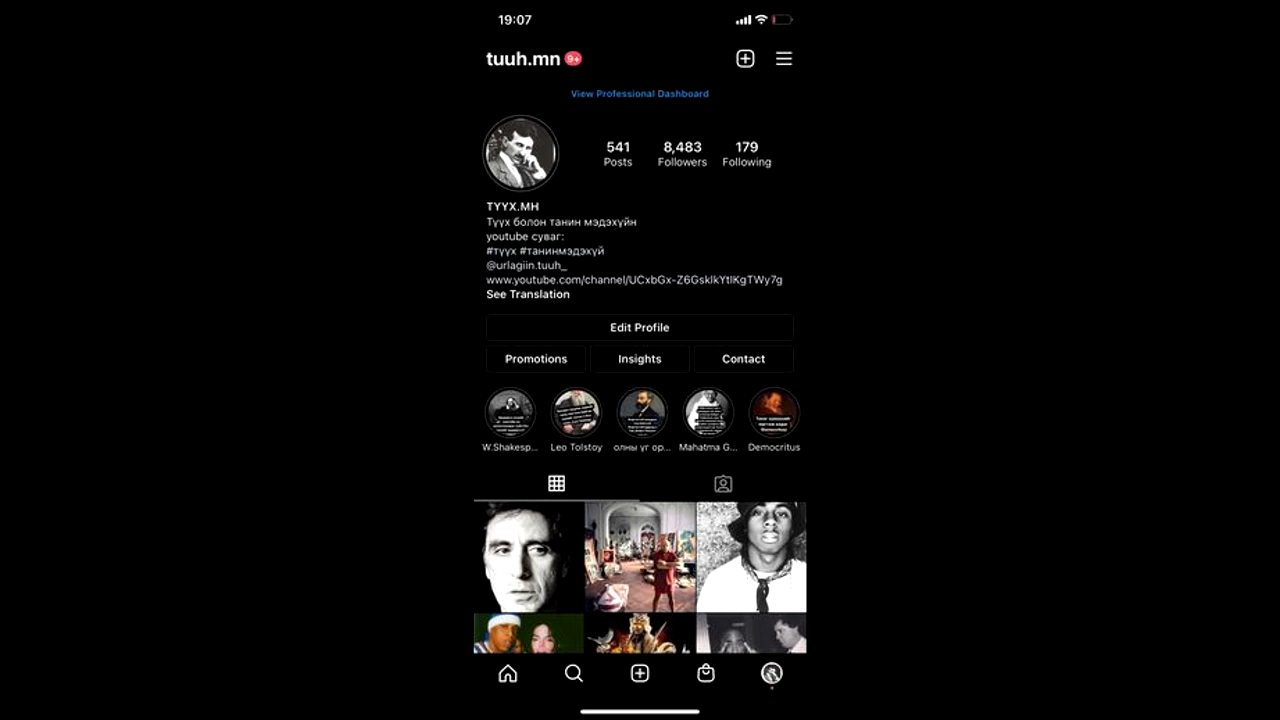 19:07
tuuh.mn 9+
View Professional Dashboard
541 8,483 179
Posts Followers Following
ТҮҮХ.МН
Түүх болон танин мэдэхүйн
youtube суваг:
#түүх #танинмэдэхүй
@urlagiin.tuuh_
www.youtube.com/channel/UCxbGx-Z6GsklkYtlKgTWy7g
See Translation
Edit Profile
Promotions Insights Contact
W.Shakesp... Leo Tolstoy олны үг ор... Mahatma G... Democritus